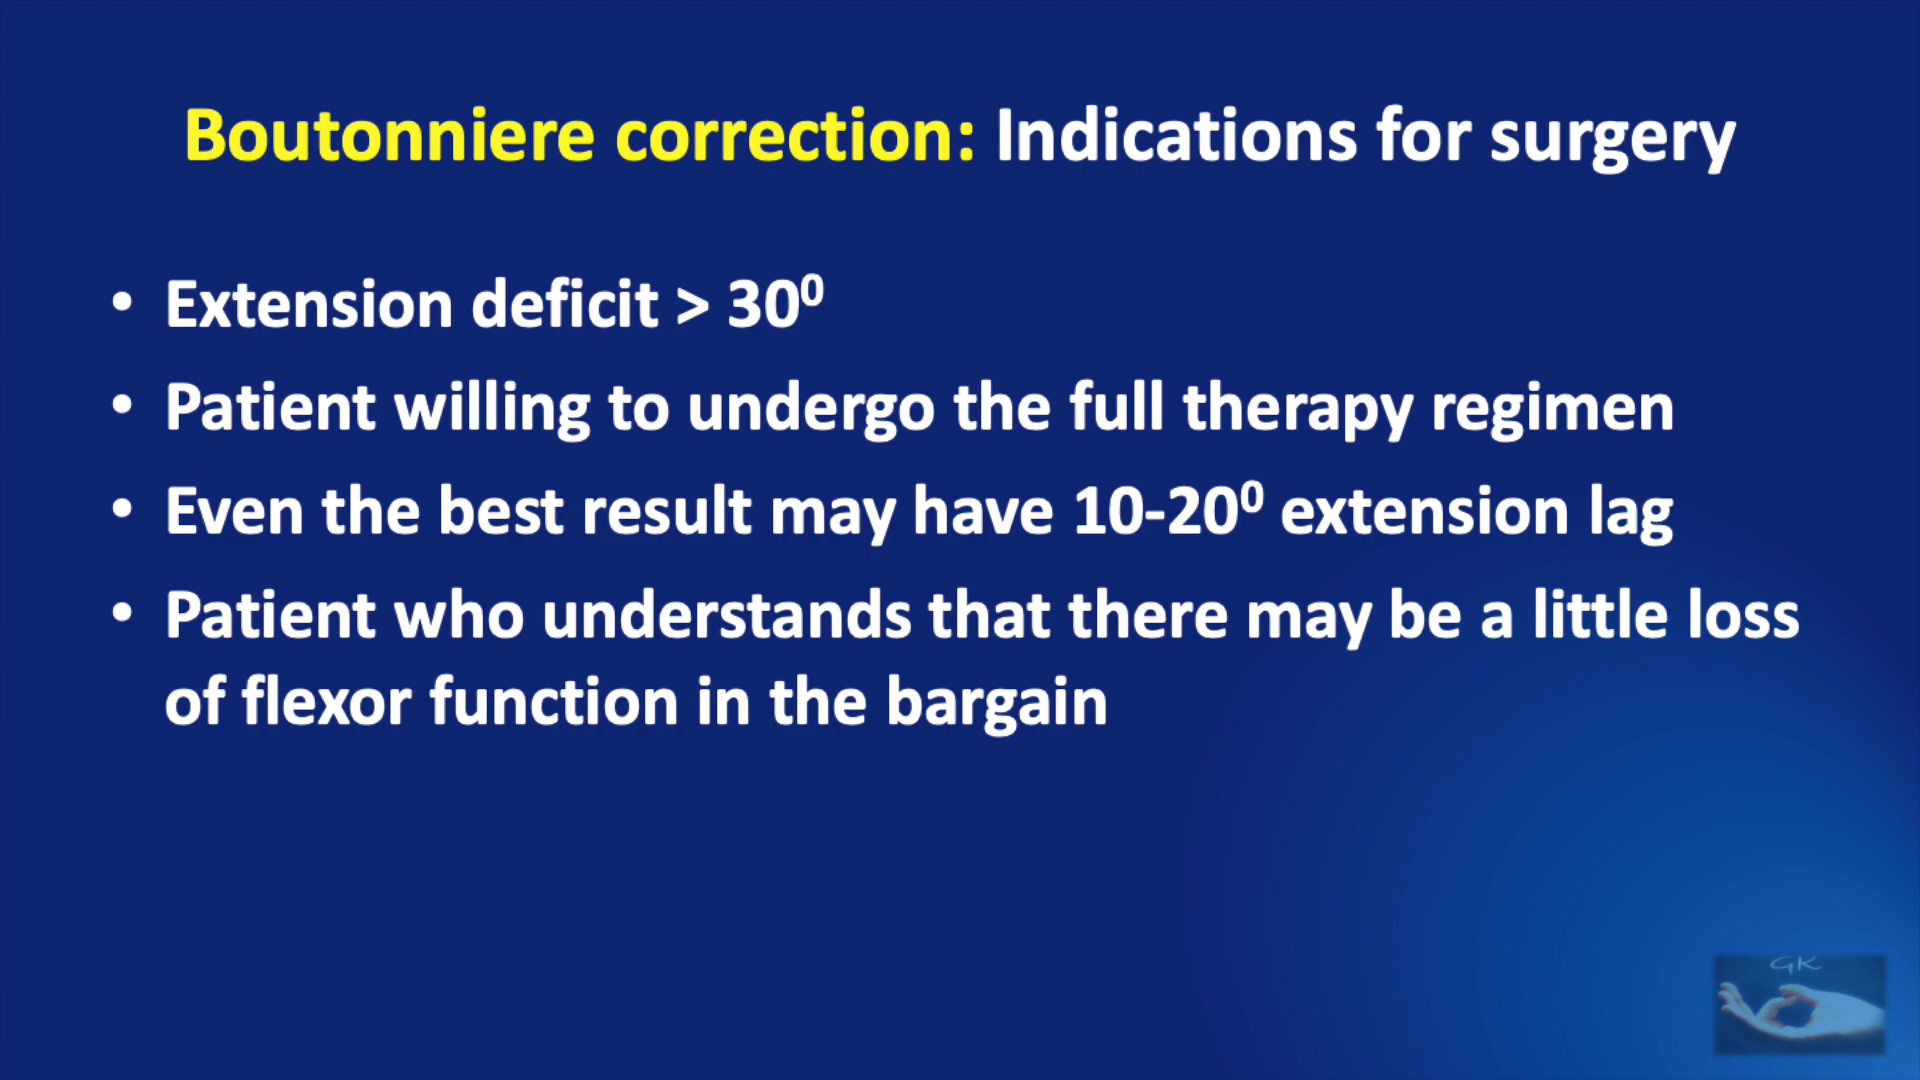 Boutonniere correction: Indications for surgery
• Extension deficit > 30⁰
• Patient willing to undergo the full therapy regimen
• Even the best result may have 10-20⁰ extension lag
• Patient who understands that there may be a little loss
of flexor function in the bargain
GK